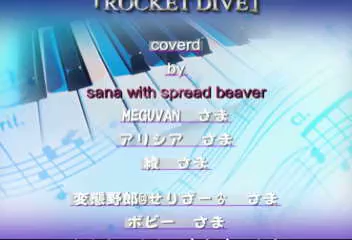 「ROCKET DIVE」
coverd
by
sana with spread beaver
MEGUVAN さま
アリシア さま
綾 さま
変態野郎@せりざー♂ さま
ボビー さま